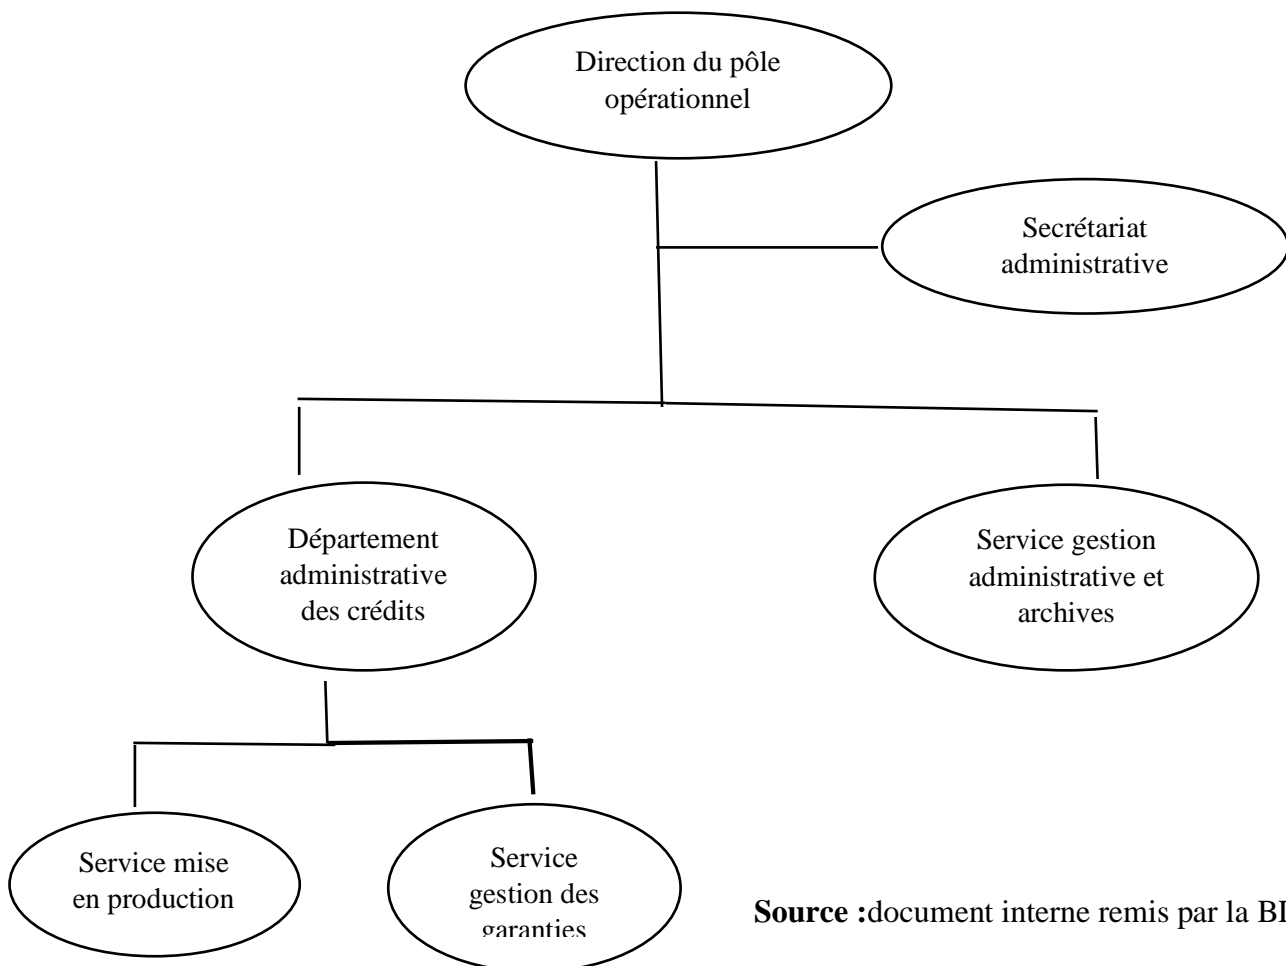 Direction du pôle
opérationnel
Secrétariat
administrative
Département
administrative
des crédits
Service gestion
administrative et
archives
Service mise
en production
Service
gestion des
garanties
Source :document interne remis par la